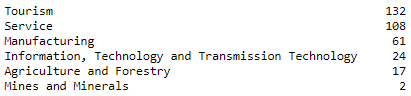 Tourism 132
Service 108
Manufacturing 61
Information, Technology and Transmission Technology 24
Agriculture and Forestry 17
Mines and Minerals 2